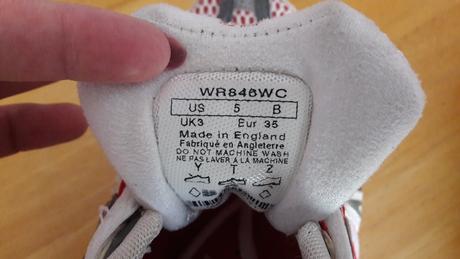 WR846WC
US 5 B
UK3 Eur 35
Made in England
Fabriqué en Angleterre
DO NOT MACHINE WASH
NE PAS LAVER À LA MACHINE
Y T Z